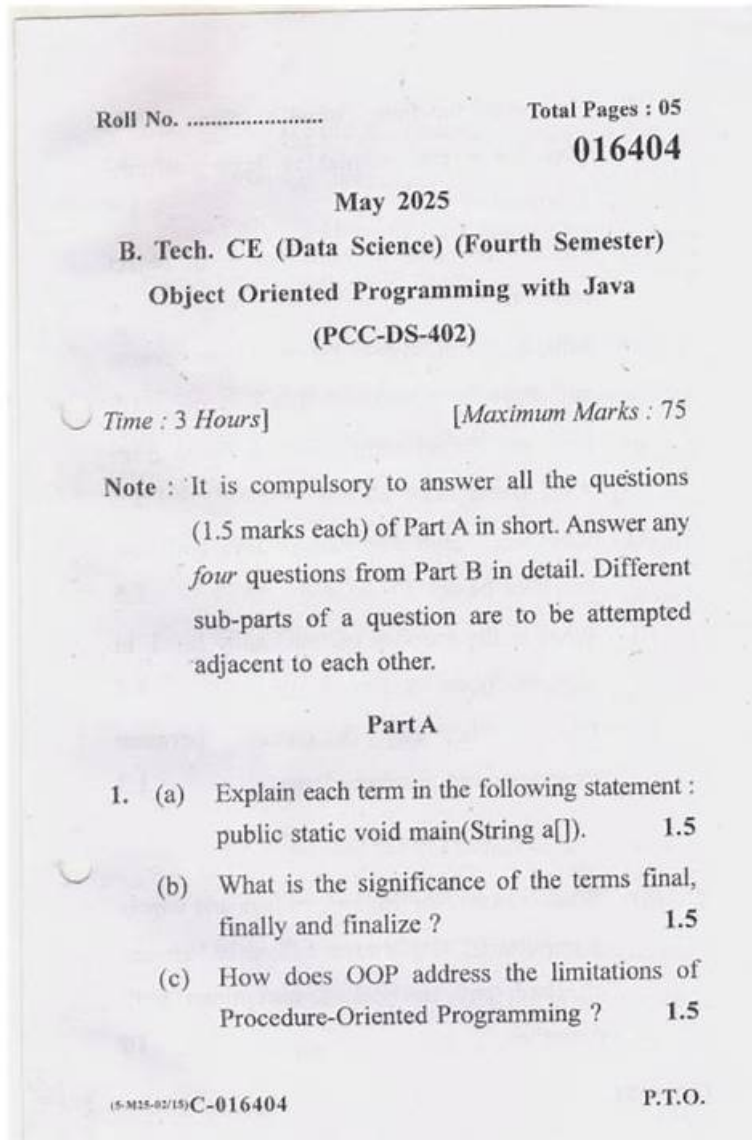 Roll No. ........................
Total Pages : 05
016404
May 2025
B. Tech. CE (Data Science) (Fourth Semester)
Object Oriented Programming with Java
(PCC-DS-402)
Time : 3 Hours]
[Maximum Marks : 75
Note : It is compulsory to answer all the questions
(1.5 marks each) of Part A in short. Answer any
four questions from Part B in detail. Different
sub-parts of a question are to be attempted
adjacent to each other.
Part A
1. (a) Explain each term in the following statement :
public static void main(String a[]). 1.5
(b) What is the significance of the terms final,
finally and finalize ? 1.5
(c) How does OOP address the limitations of
Procedure-Oriented Programming ? 1.5
(5-M25-02/15)C-016404
P.T.O.